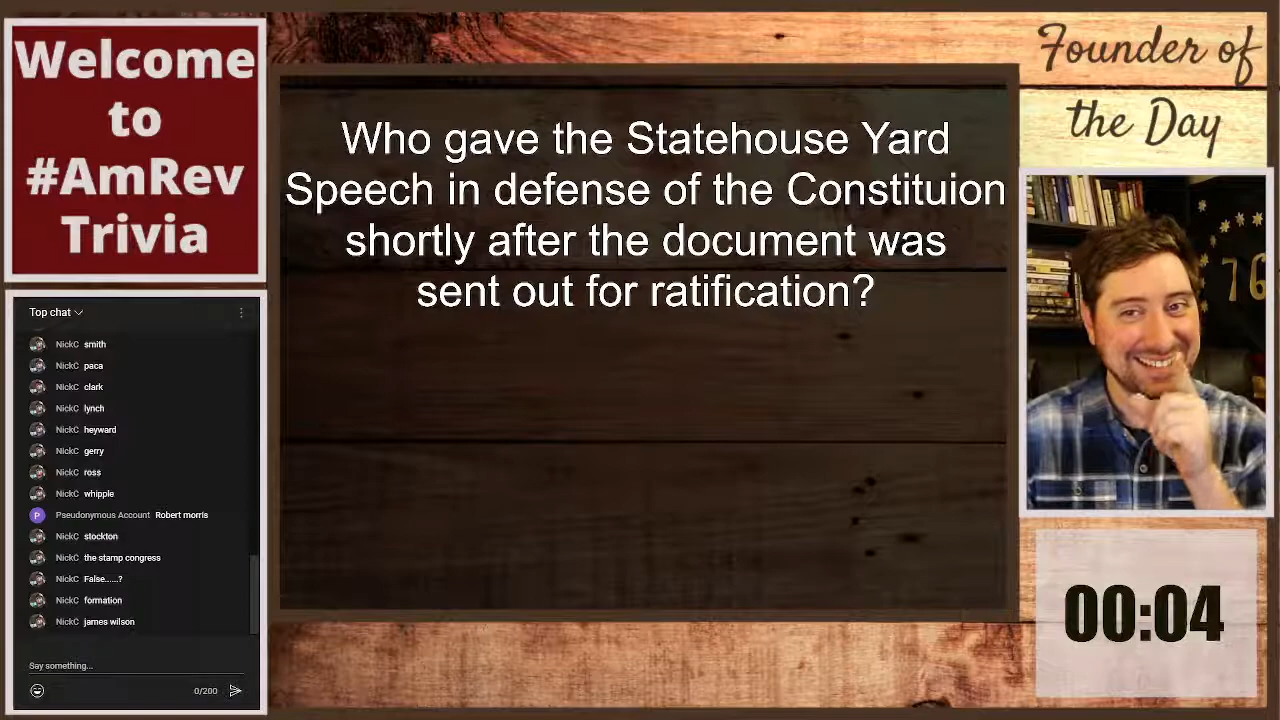 Welcome
to
#AmRev
Trivia
Founder of
the Day
Who gave the Statehouse Yard
Speech in defense of the Constituion
shortly after the document was
sent out for ratification?
Top chat
NickC smith
NickC paca
NickC clark
NickC lynch
NickC heyward
NickC gerry
NickC ross
NickC whipple
P Pseudonymous Account Robert morris
NickC stockton
NickC the stamp congress
NickC False......?
NickC formation
NickC james wilson
Say something...
0/200
76
00:04